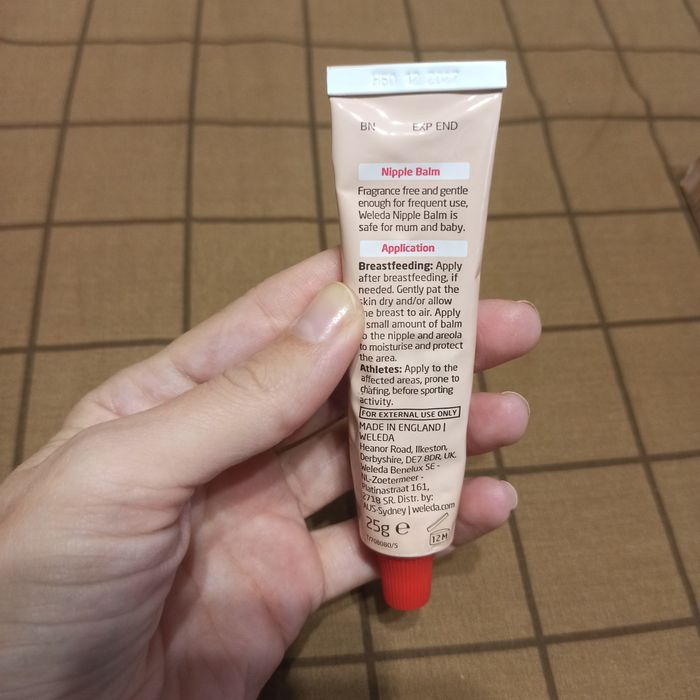 12
BN EXP END
Nipple Balm
Fragrance free and gentle
enough for frequent use,
Weleda Nipple Balm is
safe for mum and baby.
Application
Breastfeeding: Apply
after breastfeeding, if
needed. Gently pat the
skin dry and/or allow
the breast to air. Apply
small amount of balm
to the nipple and areola
to moisturise and protect
the area.
Athletes: Apply to the
affected areas, prone to
chafing, before sporting
activity.
FOR EXTERNAL USE ONLY
MADE IN ENGLAND |
WELEDA
Heanor Road, Ilkeston,
Derbyshire, DE7 8DR, UK.
Weleda Benelux SE -
NL-Zoetermeer -
Platinastraat 161,
2718 SR. Distr. by:
AUS Sydney | weleda.com
25g e
12M